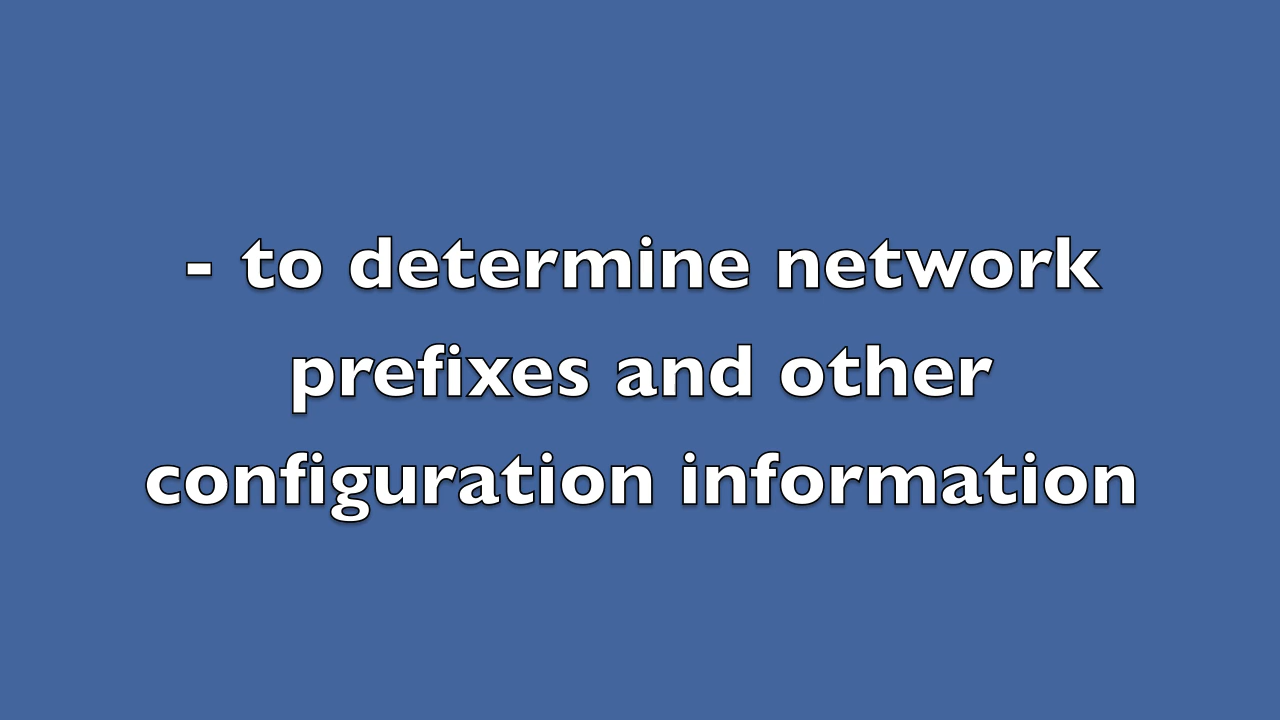 - to determine network
prefixes and other
configuration information